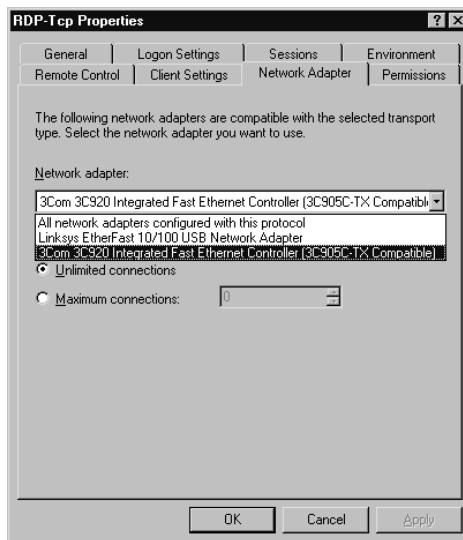 RDP-Tcp Properties
General Logon Settings Sessions Environment
Remote Control Client Settings Network Adapter Permissions
The following network adapters are compatible with the selected transport
type. Select the network adapter you want to use.
Network adapter:
3Com 3C920 Integrated Fast Ethernet Controller (3C905C-TX Compatibl
All network adapters configured with this protocol
Linksys EtherFast 10/100 USB Network Adapter
3Com 3C920 Integrated Fast Ethernet Controller (3C905C-TX Compatible)
Unlimited connections
Maximum connections: 0
OK Cancel Apply